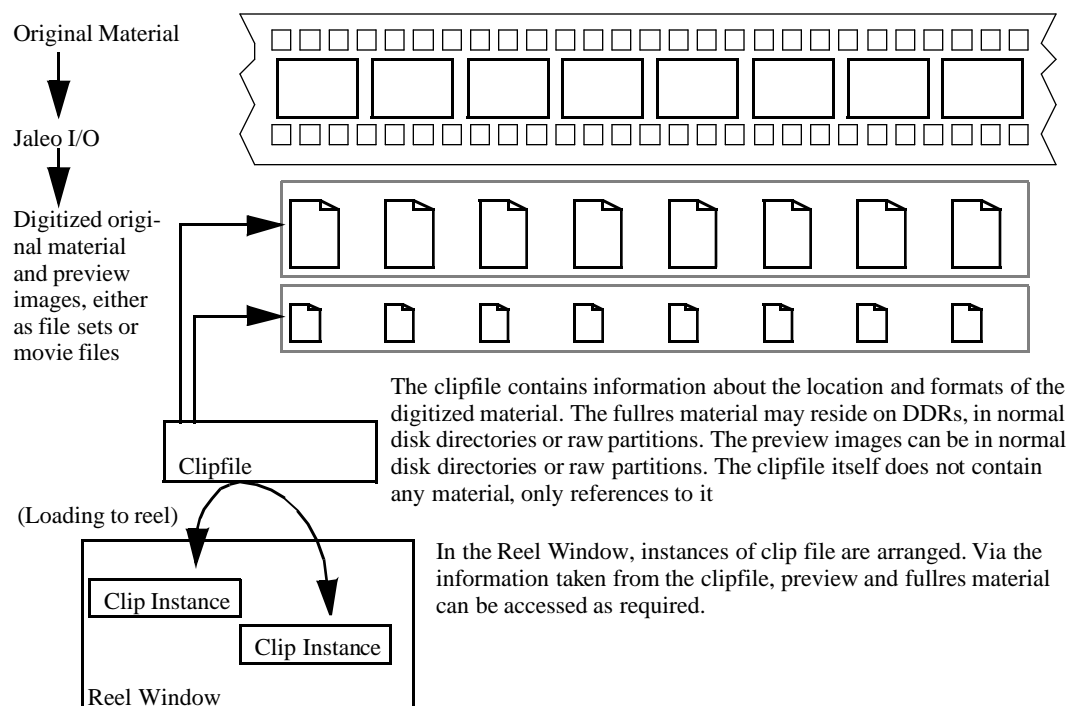 Original Material
Jaleo I/O
Digitized origi-
nal material
and preview
images, either
as file sets or
movie files
The clipfile contains information about the location and formats of the
digitized material. The fullres material may reside on DDRs, in normal
disk directories or raw partitions. The preview images can be in normal
disk directories or raw partitions. The clipfile itself does not contain
any material, only references to it
Clipfile
(Loading to reel)
In the Reel Window, instances of clip file are arranged. Via the
information taken from the clipfile, preview and fullres material
can be accessed as required.
Clip Instance
Clip Instance
Reel Window